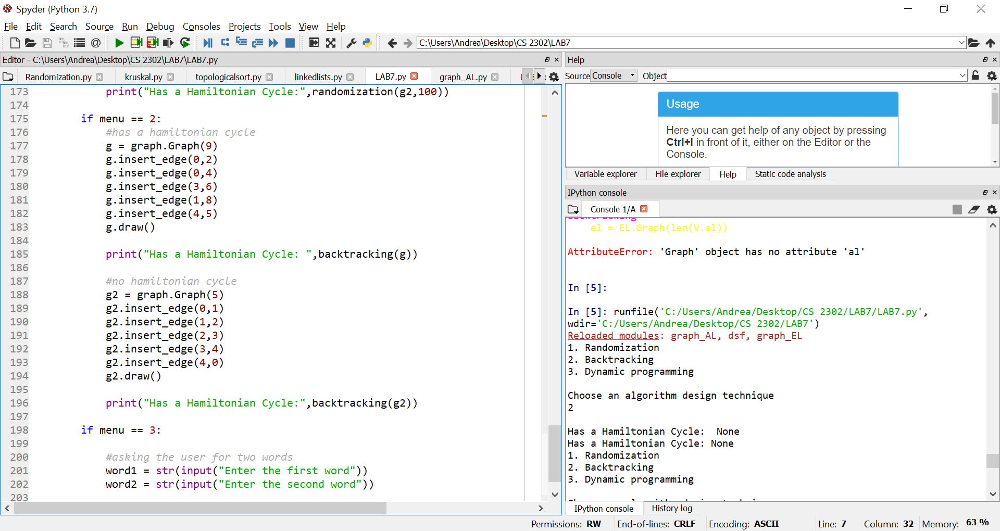 Spyder (Python 3.7)
File Edit Search Source Run Debug Consoles Projects Tools View Help
C:\Users\Andrea\Desktop\CS 2302\LAB7
Editor - C:\Users\Andrea\Desktop\CS 2302\LAB7\LAB7.py
Randomization.py kruskal.py topologicalsort.py linkedlists.py LAB7.py graph_AL.py
173 print("Has a Hamiltonian Cycle:",randomization(g2,100))
174
175 if menu == 2:
176 #has a hamiltonian cycle
177 g = graph.Graph(9)
178 g.insert_edge(0,2)
179 g.insert_edge(0,4)
180 g.insert_edge(3,6)
181 g.insert_edge(1,8)
182 g.insert_edge(4,5)
183 g.draw()
184
185 print("Has a Hamiltonian Cycle: ",backtracking(g))
186
187 #no hamiltonian cycle
188 g2 = graph.Graph(5)
189 g2.insert_edge(0,1)
190 g2.insert_edge(1,2)
191 g2.insert_edge(2,3)
192 g2.insert_edge(3,4)
193 g2.insert_edge(4,0)
194 g2.draw()
195
196 print("Has a Hamiltonian Cycle:",backtracking(g2))
197
198 if menu == 3:
199
200 #asking the user for two words
201 word1 = str(input("Enter the first word"))
202 word2 = str(input("Enter the second word"))
203
Help
Source Console Object
Usage
Here you can get help of any object by pressing
Ctrl+I in front of it, either on the Editor or the
Console.
Variable explorer File explorer Help Static code analysis
IPython console
Console 1/A
backtracking
el = EL.Graph(len(V.al))
AttributeError: 'Graph' object has no attribute 'al'
In [5]:
In [5]: runfile('C:/Users/Andrea/Desktop/CS 2302/LAB7/LAB7.py',
wdir='C:/Users/Andrea/Desktop/CS 2302/LAB7')
Reloaded modules: graph_AL, dsf, graph_EL
1. Randomization
2. Backtracking
3. Dynamic programming
Choose an algorithm design technique
2
Has a Hamiltonian Cycle:  None
Has a Hamiltonian Cycle: None
1. Randomization
2. Backtracking
3. Dynamic programming
IPython console History log
Permissions: RW End-of-lines: CRLF Encoding: ASCII Line: 7 Column: 32 Memory: 63 %